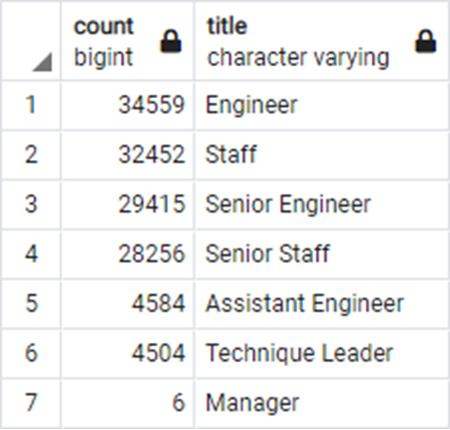 count title
bigint character varying
1 34559 Engineer
2 32452 Staff
3 29415 Senior Engineer
4 28256 Senior Staff
5 4584 Assistant Engineer
6 4504 Technique Leader
7 6 Manager